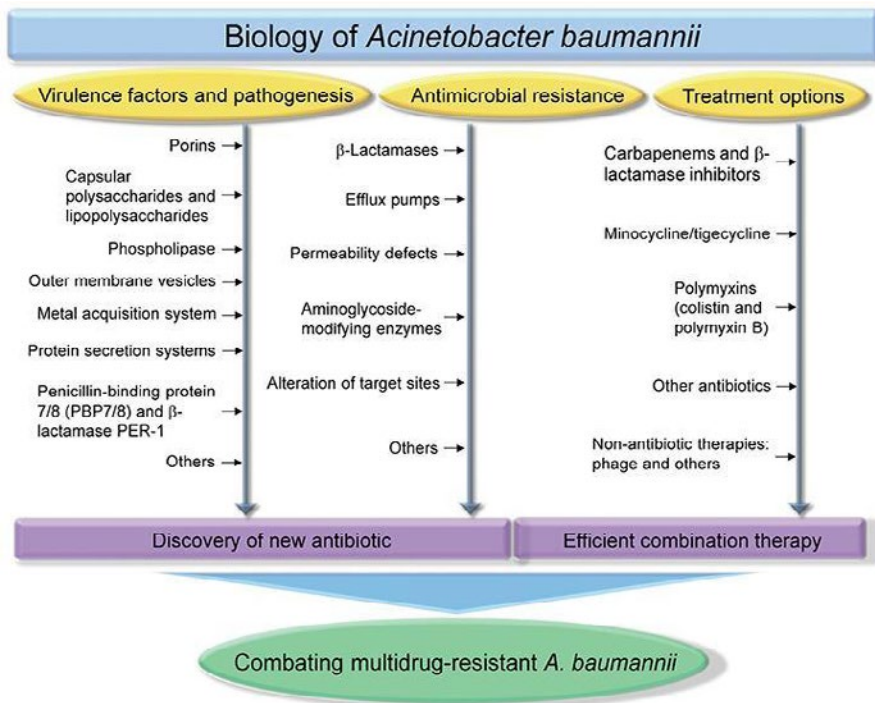 Biology of Acinetobacter baumannii
Virulence factors and pathogenesis
Porins
Capsular
polysaccharides and
lipopolysaccharides
Phospholipase
Outer membrane vesicles
Metal acquisition system
Protein secretion systems
Penicillin-binding protein
7/8 (PBP7/8) and β-
lactamase PER-1
Others
Antimicrobial resistance
β-Lactamases
Efflux pumps
Permeability defects
Aminoglycoside-
modifying enzymes
Alteration of target sites
Others
Treatment options
Carbapenems and β-
lactamase inhibitors
Minocycline/tigecycline
Polymyxins
(colistin and
polymyxin B)
Other antibiotics
Non-antibiotic therapies:
phage and others
Discovery of new antibiotic
Efficient combination therapy
Combating multidrug-resistant A. baumannii